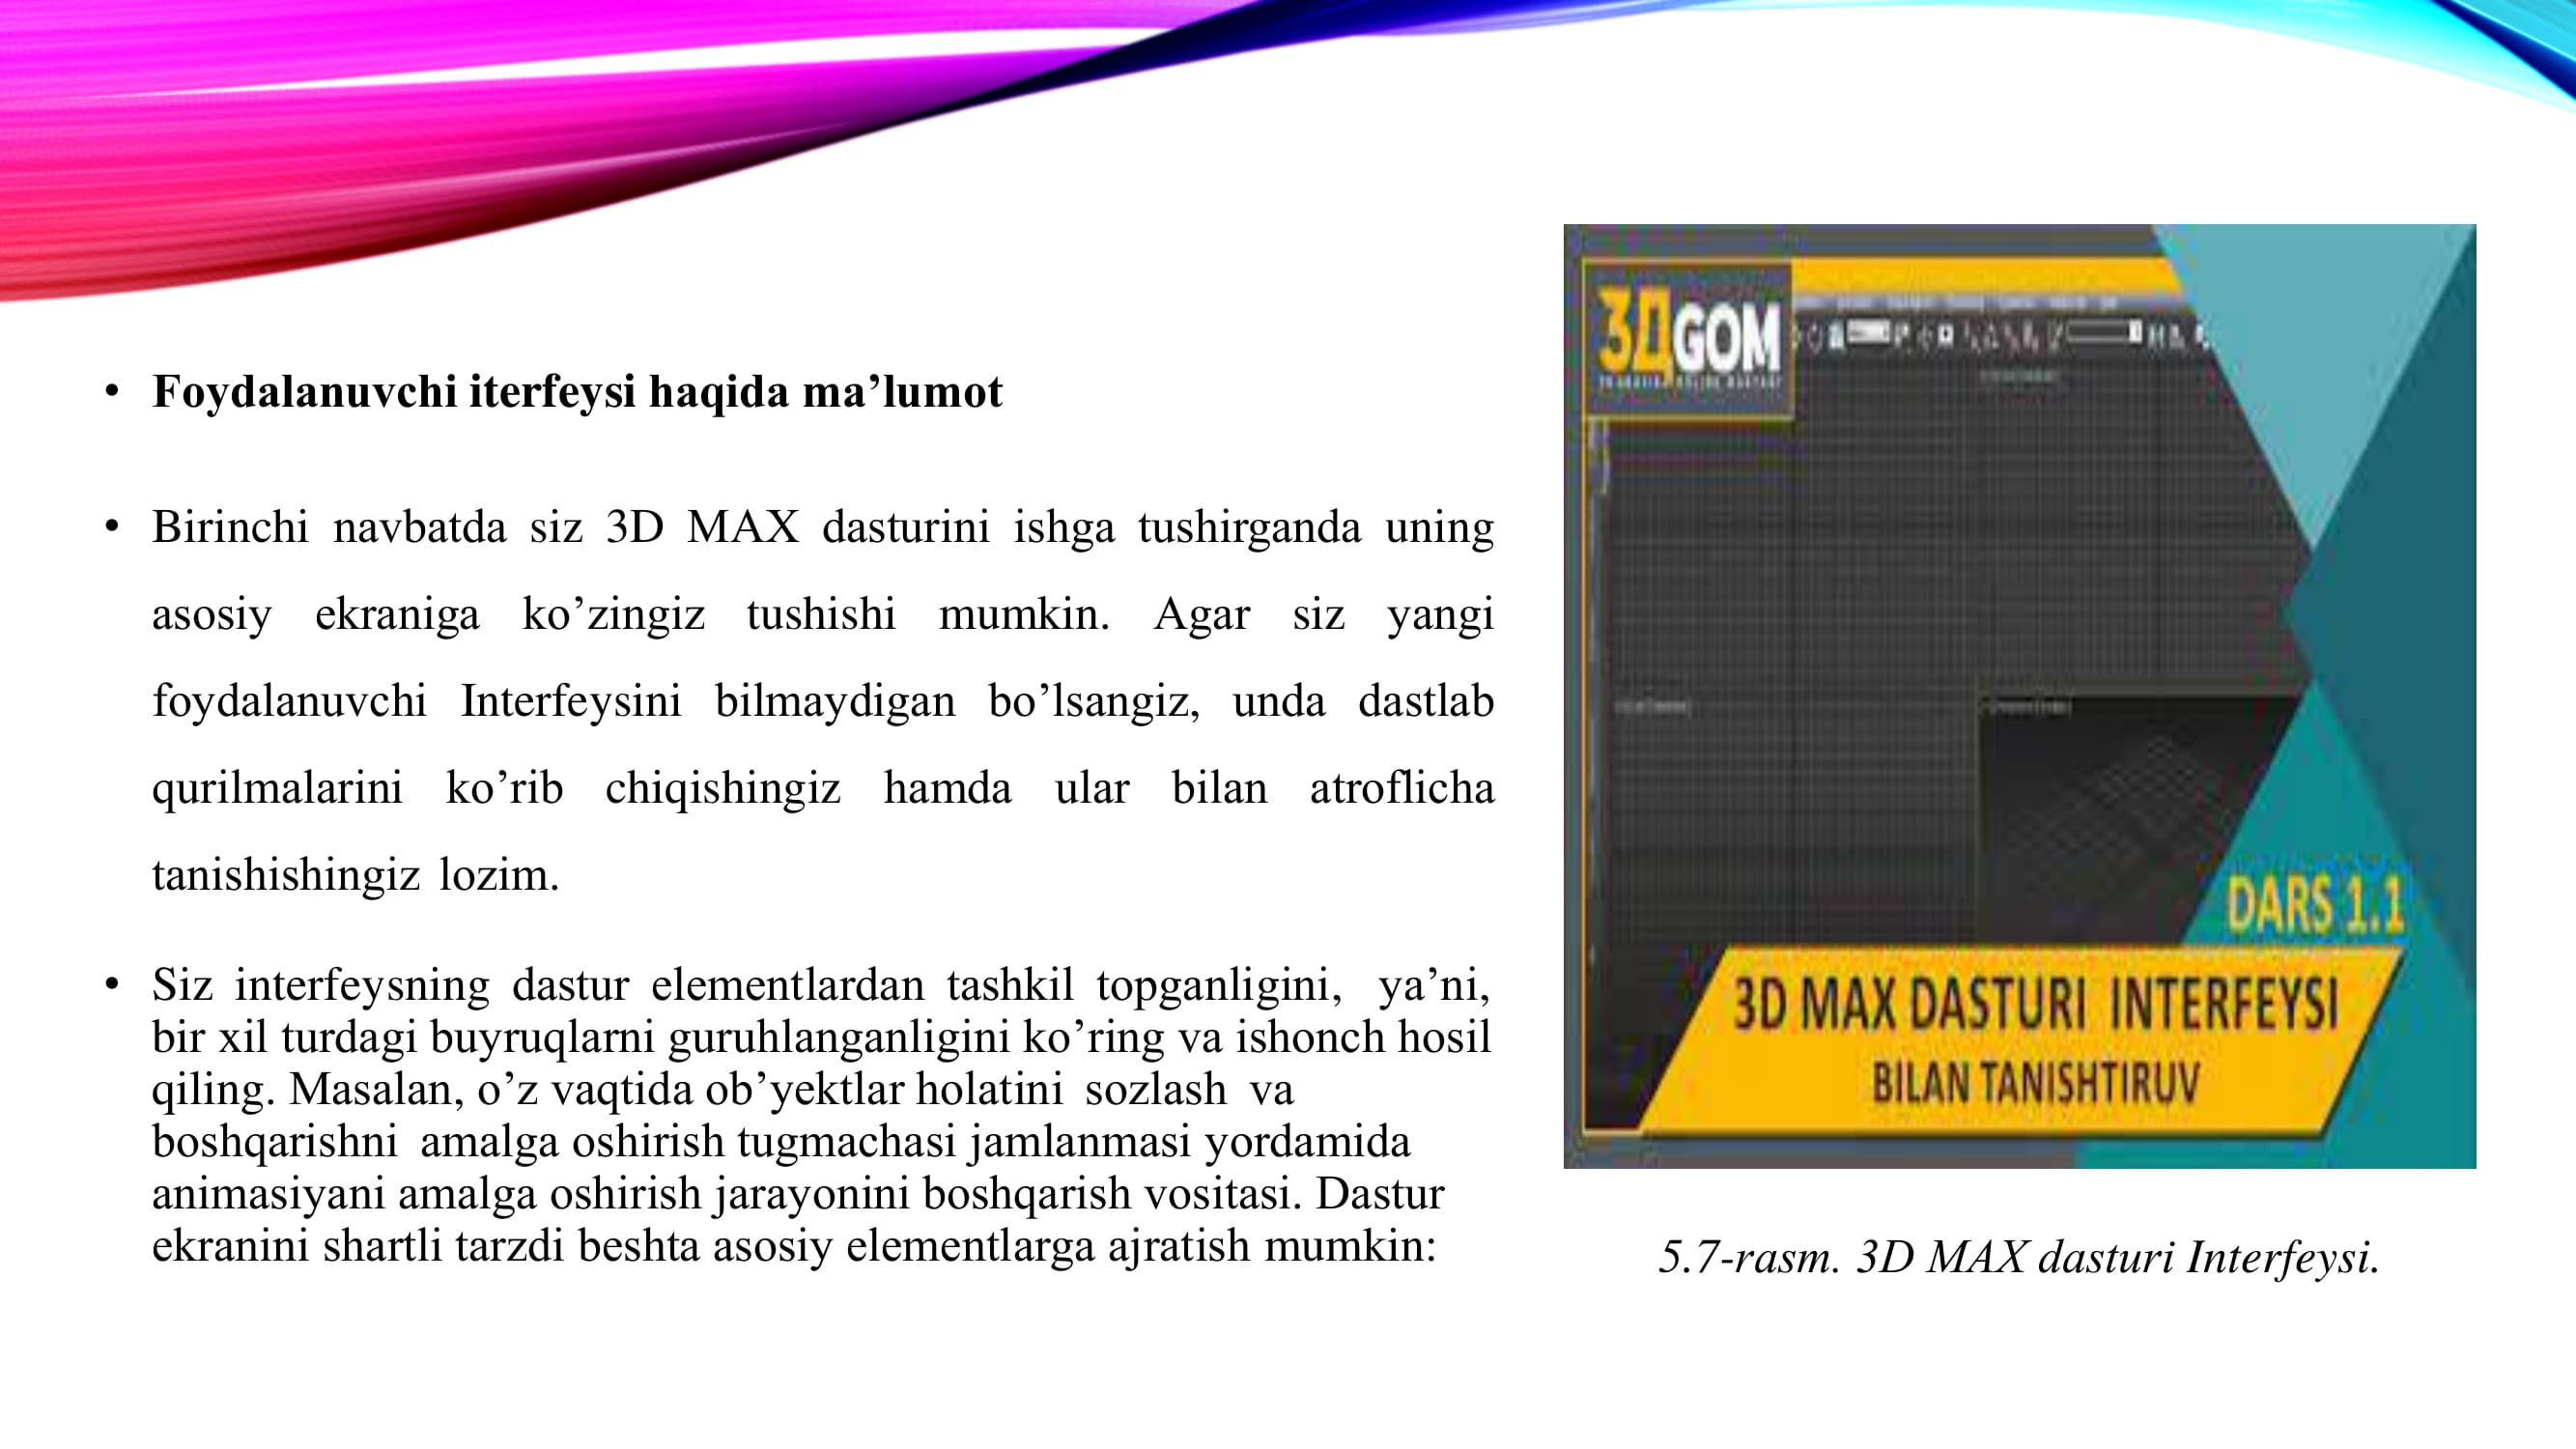 • Foydalanuvchi iterfeysi haqida ma’lumot
• Birinchi navbatda siz 3D MAX dasturini ishga tushirganda uning
asosiy ekraniga ko’zingiz tushishi mumkin. Agar siz yangi
foydalanuvchi Interfeysini bilmaydigan bo’lsangiz, unda dastlab
qurilmalarini ko’rib chiqishingiz hamda ular bilan atroflicha
tanishishingiz lozim.
• Siz interfeysning dastur elementlardan tashkil topganligini, ya’ni,
bir xil turdagi buyruqlarni guruhlanganligini ko’ring va ishonch hosil
qiling. Masalan, o’z vaqtida ob’yektlar holatini sozlash va
boshqarishni amalga oshirish tugmachasi jamlanmasi yordamida
animasiyani amalga oshirish jarayonini boshqarish vositasi. Dastur
ekranini shartli tarzdi beshta asosiy elementlarga ajratish mumkin:
3ДGOM
DARS 1.1
3D MAX DASTURI INTERFEYSI
BILAN TANISHTIRUV
5.7-rasm. 3D MAX dasturi Interfeysi.